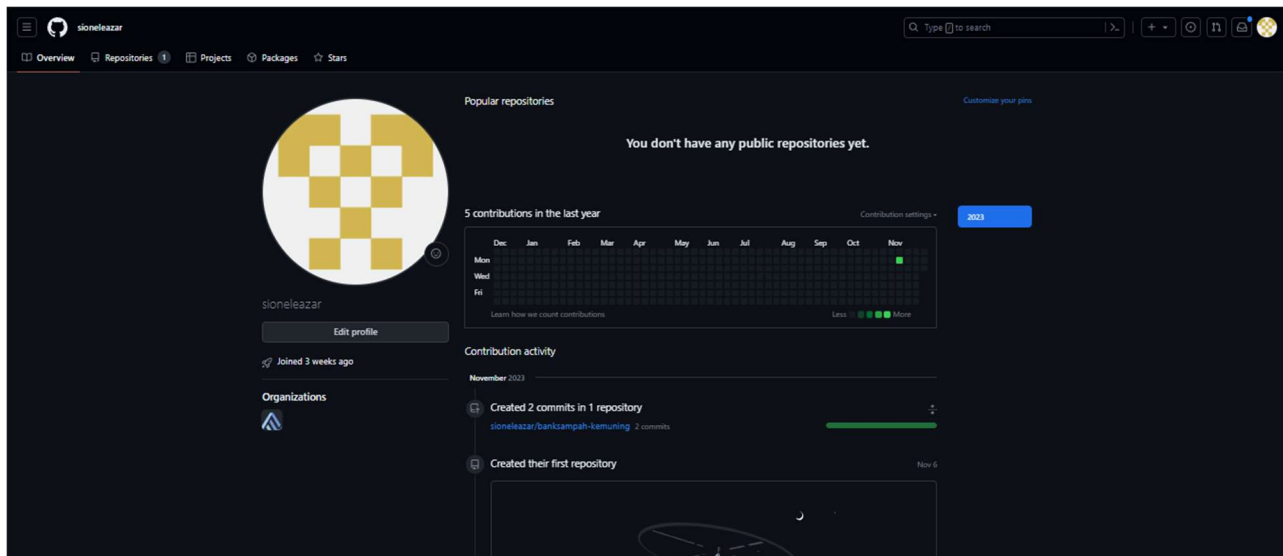 sioneleazar
Type / to search
Overview Repositories 1 Projects Packages Stars
Popular repositories
Customize your pins
You don't have any public repositories yet.
5 contributions in the last year
Contribution settings
2023
Dec Jan Feb Mar Apr May Jun Jul Aug Sep Oct Nov
Mon
Wed
Fri
Learn how we count contributions
Less More
sioneleazar
Edit profile
Joined 3 weeks ago
Organizations
Contribution activity
November 2023
Created 2 commits in 1 repository
sioneleazar/banksampah-kemuning 2 commits
Created their first repository
Nov 6